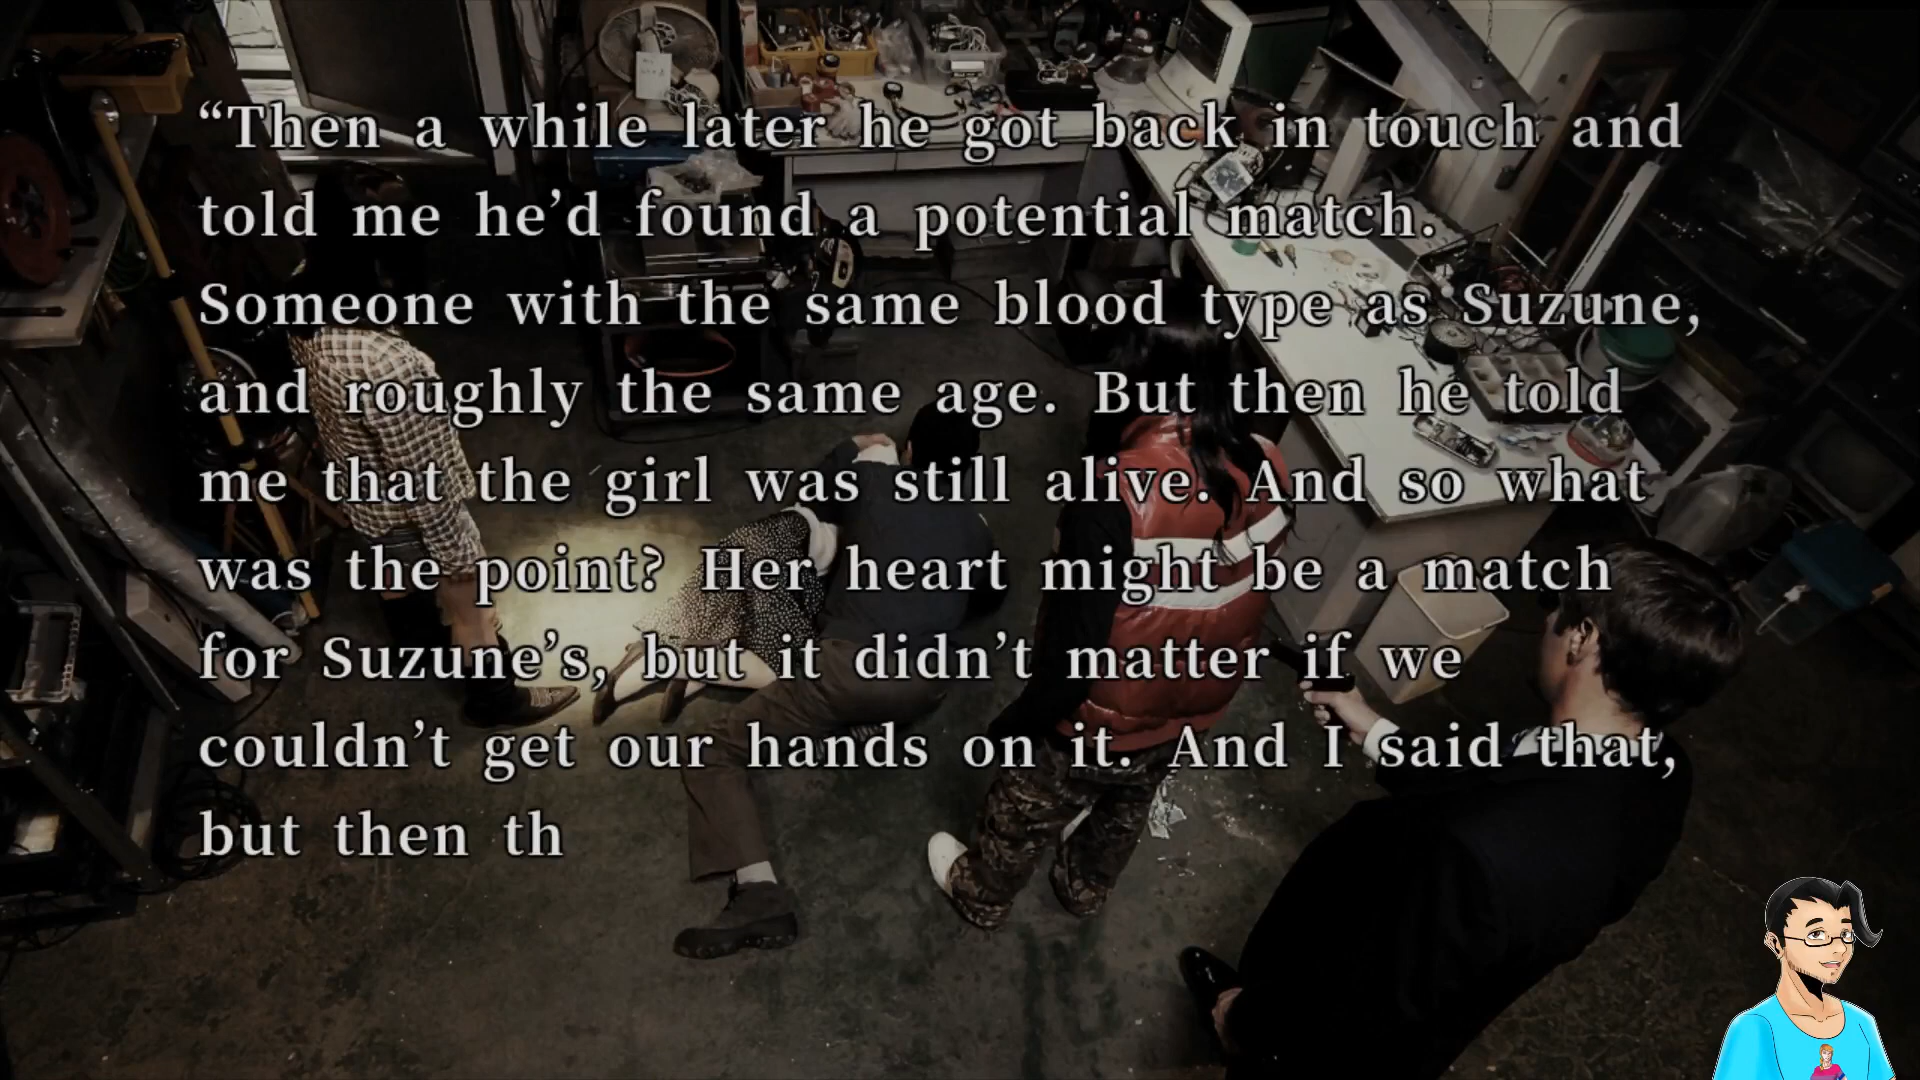 “Then a while later he got back in touch and
told me he’d found a potential match.
Someone with the same blood type as Suzune,
and roughly the same age. But then he told
me that the girl was still alive. And so what
was the point? Her heart might be a match
for Suzune’s, but it didn’t matter if we
couldn’t get our hands on it. And I said that,
but then th